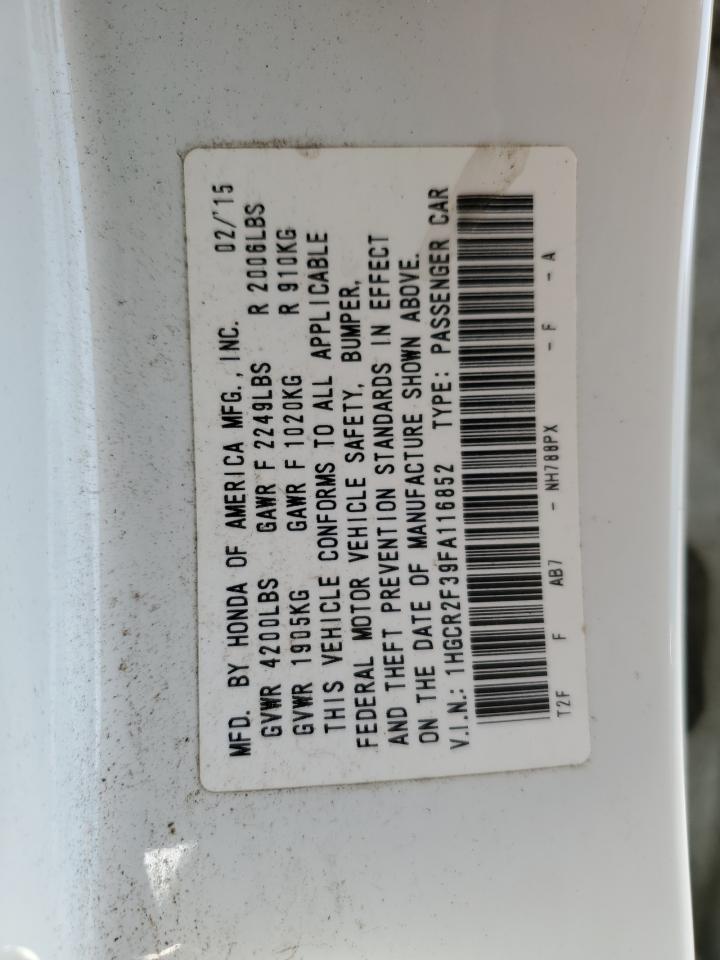 MFD. BY HONDA OF AMERICA MFG., INC. 02/'15
GVWR 4200LBS GAWR F 2249LBS R 2006LBS
GVWR 1905KG GAWR F 1020KG R 910KG
THIS VEHICLE CONFORMS TO ALL APPLICABLE
FEDERAL MOTOR VEHICLE SAFETY, BUMPER,
AND THEFT PREVENTION STANDARDS IN EFFECT
ON THE DATE OF MANUFACTURE SHOWN ABOVE.
V.I.N.: 1HGCR2F39FA116852 TYPE: PASSENGER CAR
T2F F AB7 - NH788PX - F - A